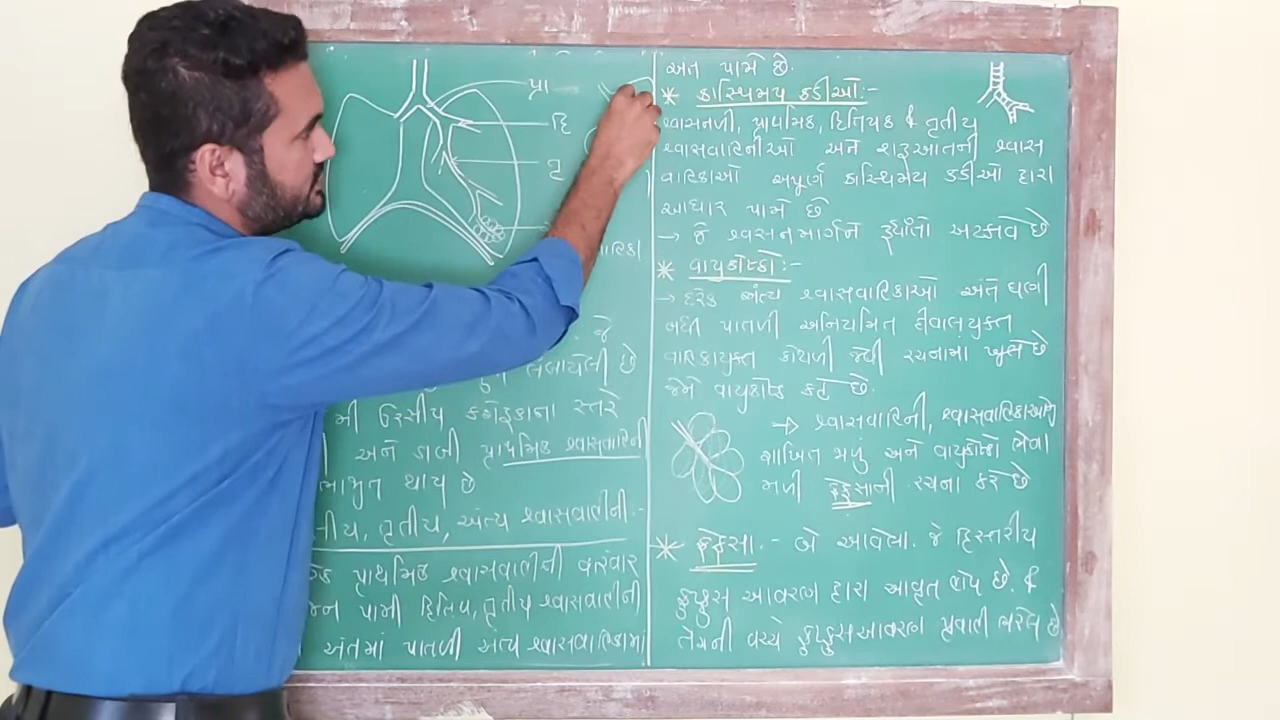 પ્રા
દ્વિ
તૃ
લિકા
જે
લંબાયેલી છે
મી ઉરસીય કશેરૂકાના સ્તરે
અને ડાબી પ્રાથમિક શ્વાસવાહિની
ભાજીત થાય છે
તીય, તૃતીય, અંત્ય શ્વાસવાહીની:-
પ્રાથમિક શ્વાસવાહીની વારંવાર
જન પામી દ્વિતિય, તૃતીય શ્વાસવાહીની
અંતમાં પાતળી અંત્ય શ્વાસવાહિકામાં
અંત પામે છે.
* કાસ્થિમય કડીઓ:-
શ્વાસનળી, પ્રાથમિક, દ્વિતિયક & તૃતીય
શ્વાસવાહિનીઓ અને શરૂઆતની શ્વાસ
વાહિકાઓ અપૂર્ણ કાસ્થિમય કડીઓ દ્વારા
આધાર પામે છે
→ જે શ્વસનમાર્ગને રૂંધાતો અટકાવે છે
* વાયુકોષ્ઠો:-
→ દરેક અંત્ય શ્વાસવાહિકાઓ અંતે ઘણી
બધી પાતળી અનિયમિત દીવાલયુક્ત
વાહિકાયુક્ત કોથળી જેવી રચનામાં ખૂલે છે
જેને વાયુકોષ્ઠ કહે છે.
→ શ્વાસવાહિની, શ્વાસવાહિકાઓનું
શાખિત જાળું અને વાયુકોષ્ઠો ભેગા
મળી ફેફસાની રચના કરે છે
* ફેફસા:- બે આવેલા. જે દ્વિસ્તરીય
ફુફ્ફુસ આવરણ દ્વારા આવૃત હોય છે. &
તેમની વચ્ચે ફુફ્ફુસઆવરણ પ્રવાહી ભરેલ છે.